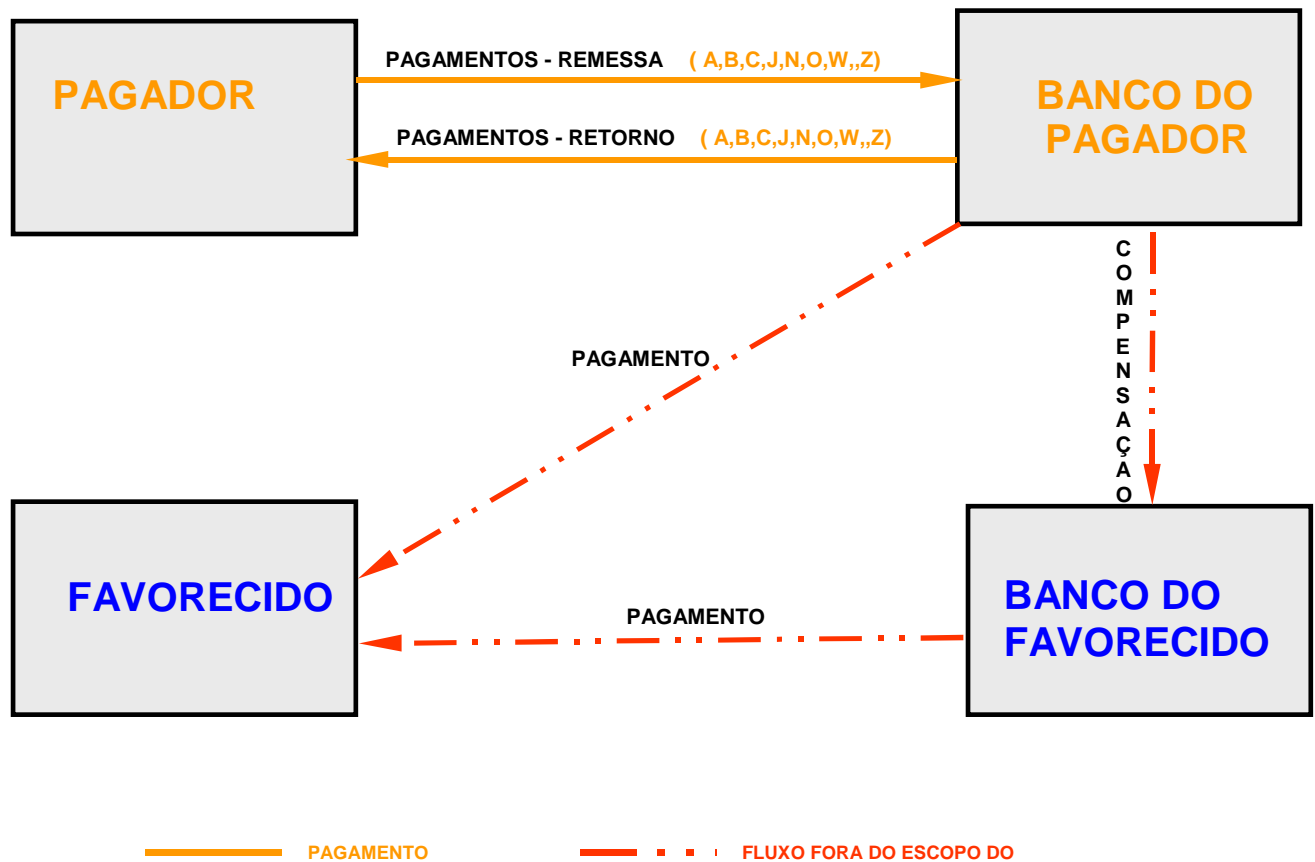 PAGAMENTOS - REMESSA ( A,B,C,J,N,O,W,,Z)
PAGADOR
BANCO DO
PAGADOR
PAGAMENTOS - RETORNO ( A,B,C,J,N,O,W,,Z)
COMPENSAÇAO
PAGAMENTO
FAVORECIDO
PAGAMENTO
BANCO DO
FAVORECIDO
PAGAMENTO
FLUXO FORA DO ESCOPO DO